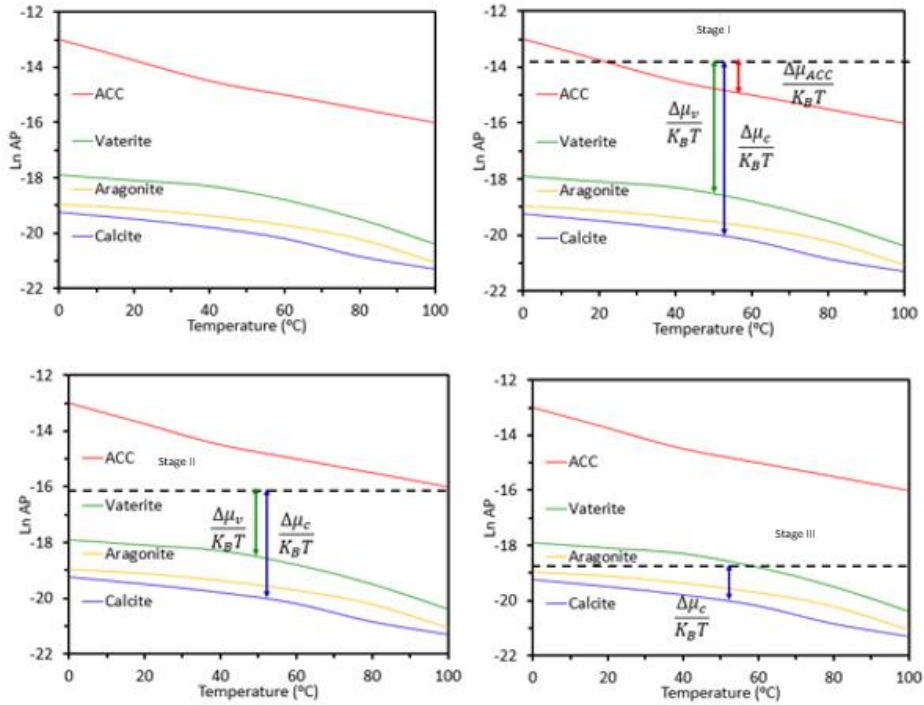 -12
-14
-16
-18
-20
-22
Ln AP
ACC
Vaterite
Aragonite
Calcite
0 20 40 60 80 100
Temperature (ºC)
Stage I
-12
-14
-16
-18
-20
-22
Ln AP
ACC
Vaterite
Aragonite
Calcite
Δμ_v
K_BT
Δμ_c
K_BT
Δμ_ACC
K_BT
0 20 40 60 80 100
Temperature (ºC)
-12
-14
-16
-18
-20
-22
Ln AP
ACC
Stage II
Vaterite
Aragonite
Calcite
Δμ_v
K_BT
Δμ_c
K_BT
0 20 40 60 80 100
Temperature (ºC)
-12
-14
-16
-18
-20
-22
Ln AP
ACC
Vaterite
Stage III
Aragonite
Calcite
Δμ_c
K_BT
0 20 40 60 80 100
Temperature (ºC)